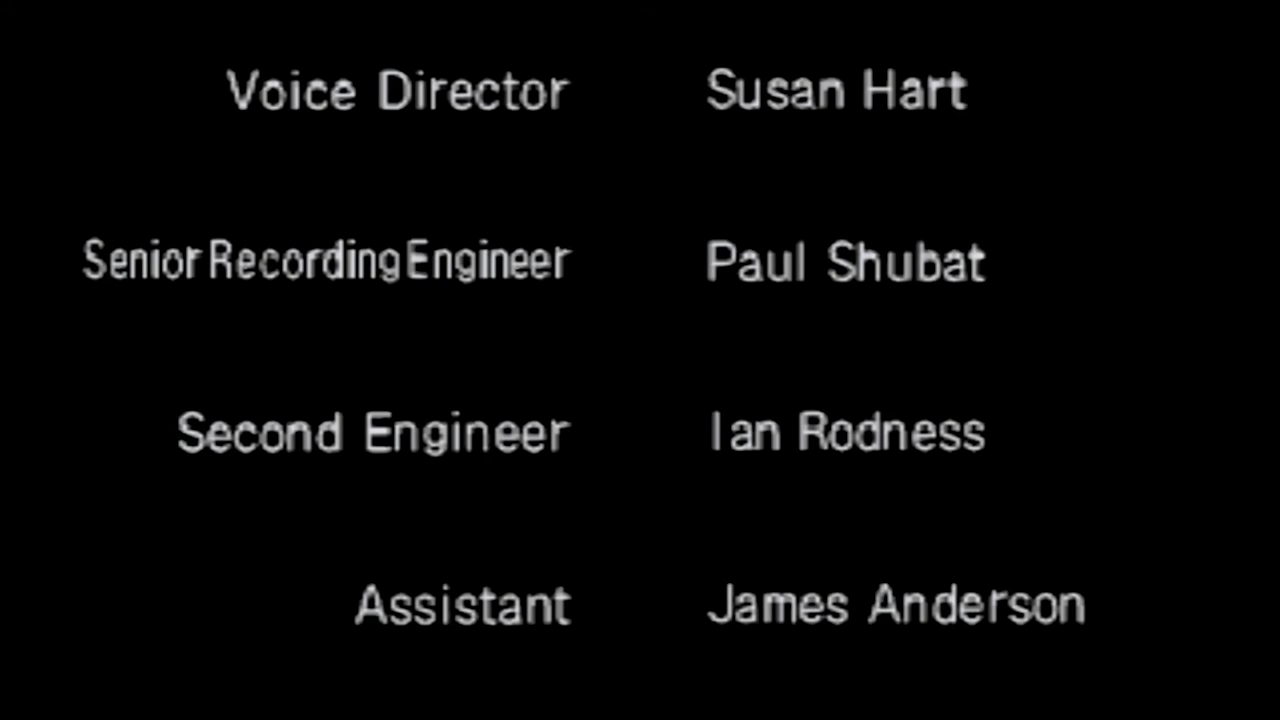 Voice Director Susan Hart
Senior Recording Engineer Paul Shubat
Second Engineer Ian Rodness
Assistant James Anderson